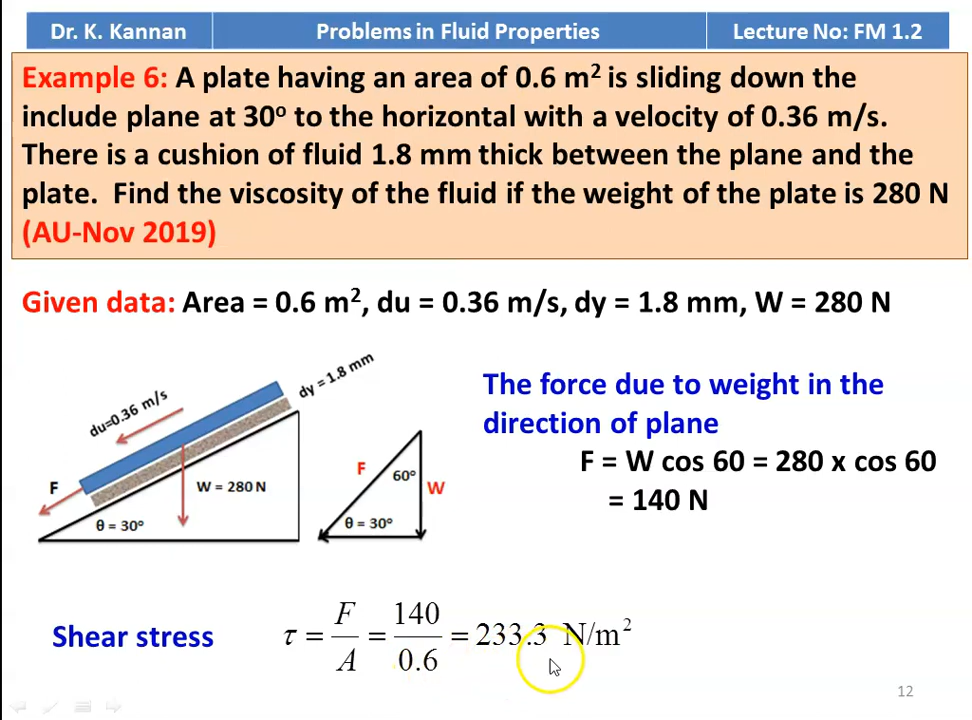 Dr. K. Kannan
Problems in Fluid Properties
Lecture No: FM 1.2
Example 6: A plate having an area of 0.6 m² is sliding down the
include plane at 30° to the horizontal with a velocity of 0.36 m/s.
There is a cushion of fluid 1.8 mm thick between the plane and the
plate. Find the viscosity of the fluid if the weight of the plate is 280 N
(AU-Nov 2019)
Given data: Area = 0.6 m², du = 0.36 m/s, dy = 1.8 mm, W = 280 N
du=0.36 m/s
dy = 1.8 mm
F
W = 280 N
θ = 30°
F
60°
W
θ = 30°
The force due to weight in the
direction of plane
F = W cos 60 = 280 x cos 60
= 140 N
Shear stress τ = F/A = 140/0.6 = 233.3 N/m²
12